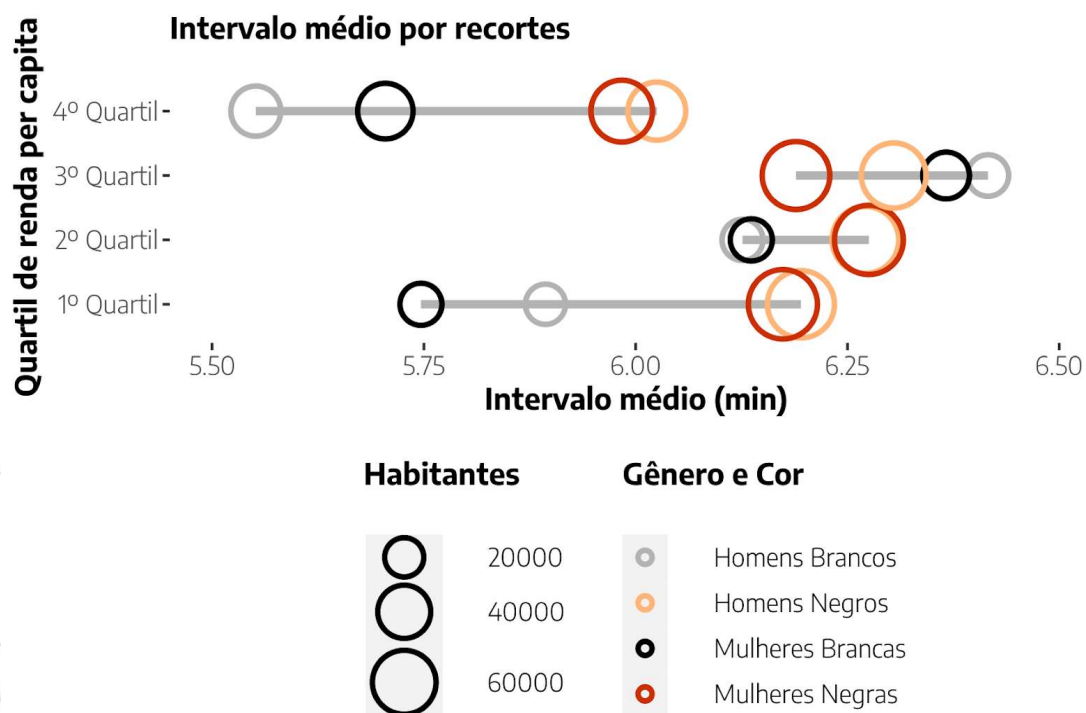 Intervalo médio por recortes
Quartil de renda per capita
4º Quartil
3º Quartil
2º Quartil
1º Quartil
5.50 5.75 6.00 6.25 6.50
Intervalo médio (min)
Habitantes
20000
40000
60000
Gênero e Cor
Homens Brancos
Homens Negros
Mulheres Brancas
Mulheres Negras